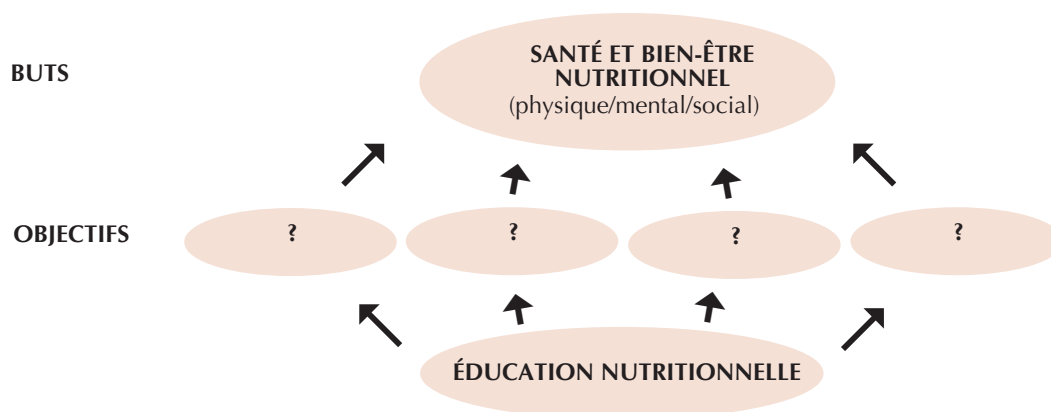 BUTS
SANTÉ ET BIEN-ÊTRE
NUTRITIONNEL
(physique/mental/social)
OBJECTIFS
?
?
?
?
ÉDUCATION NUTRITIONNELLE